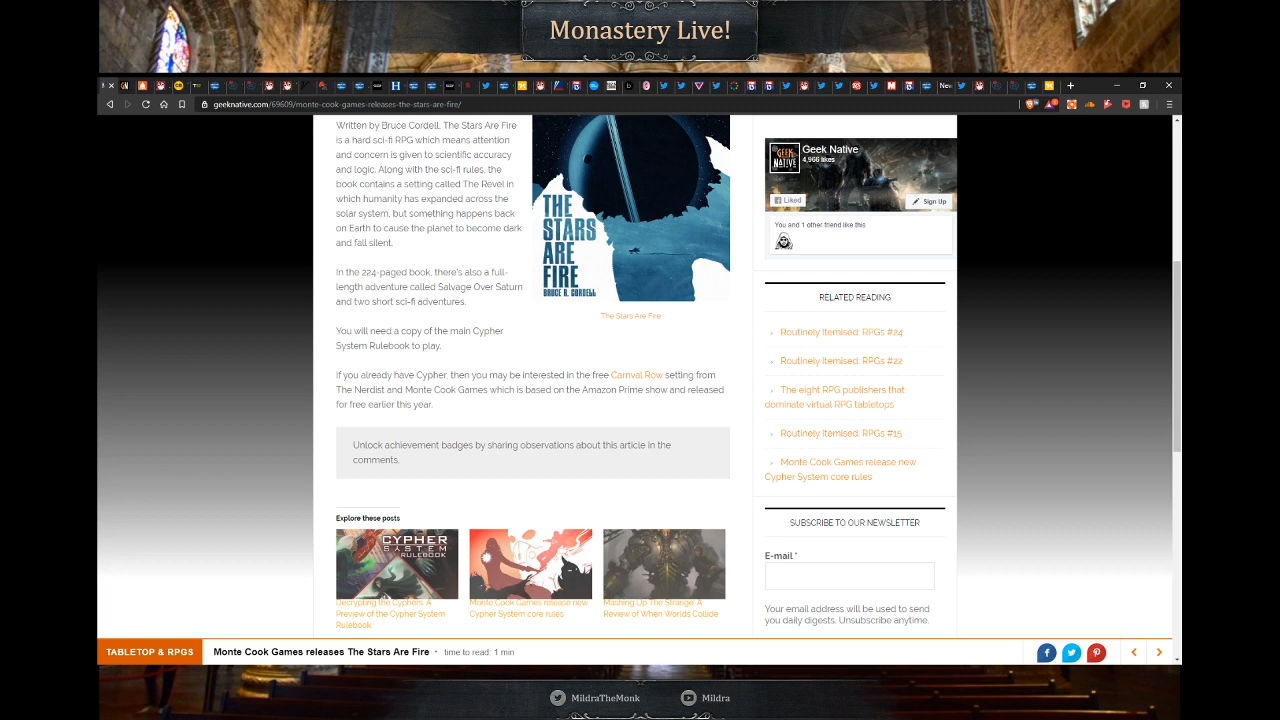 Monastery Live!
New
geeknative.com/69609/monte-cook-games-releases-the-stars-are-fire/
Written by Bruce Cordell, The Stars Are Fire
is a hard sci-fi RPG which means attention
and concern is given to scientific accuracy
and logic. Along with the sci-fi rules, the
book contains a setting called The Revel in
which humanity has expanded across the
solar system, but something happens back
on Earth to cause the planet to become dark
and fall silent.
In the 224-paged book, there's also a full-
length adventure called Salvage Over Saturn
and two short sci-fi adventures.
You will need a copy of the main Cypher
System Rulebook to play.
THE
STARS
ARE
FIRE
BRUCE R. CORDELL
The Stars Are Fire
If you already have Cypher, then you may be interested in the free Carnval Row setting from
The Nerdist and Monte Cook Games which is based on the Amazon Prime show and released
for free earlier this year.
Unlock achievement badges by sharing observations about this article in the
comments.
Explore these posts
CYPHER
SYSTEM
RULEBOOK
Decrypting the Cyphers: A
Preview of the Cypher System
Rulebook
Monte Cook Games release new
Cypher System core rules
Mashing Up The Strange: A
Review of When Worlds Collide
GEEK
NATIVE
Geek Native
4,966 likes
Liked
Sign Up
You and 1 other friend like this
RELATED READING
Routinely Itemised: RPGs #24
Routinely Itemised: RPGs #22
The eight RPG publishers that
dominate virtual RPG tabletops
Routinely Itemised: RPGs #15
Monte Cook Games release new
Cypher System core rules
SUBSCRIBE TO OUR NEWSLETTER
E-mail *
Your email address will be used to send
you daily digests. Unsubscribe anytime.
TABLETOP & RPGS
Monte Cook Games releases The Stars Are Fire • time to read: 1 min
MildraTheMonk
Mildra